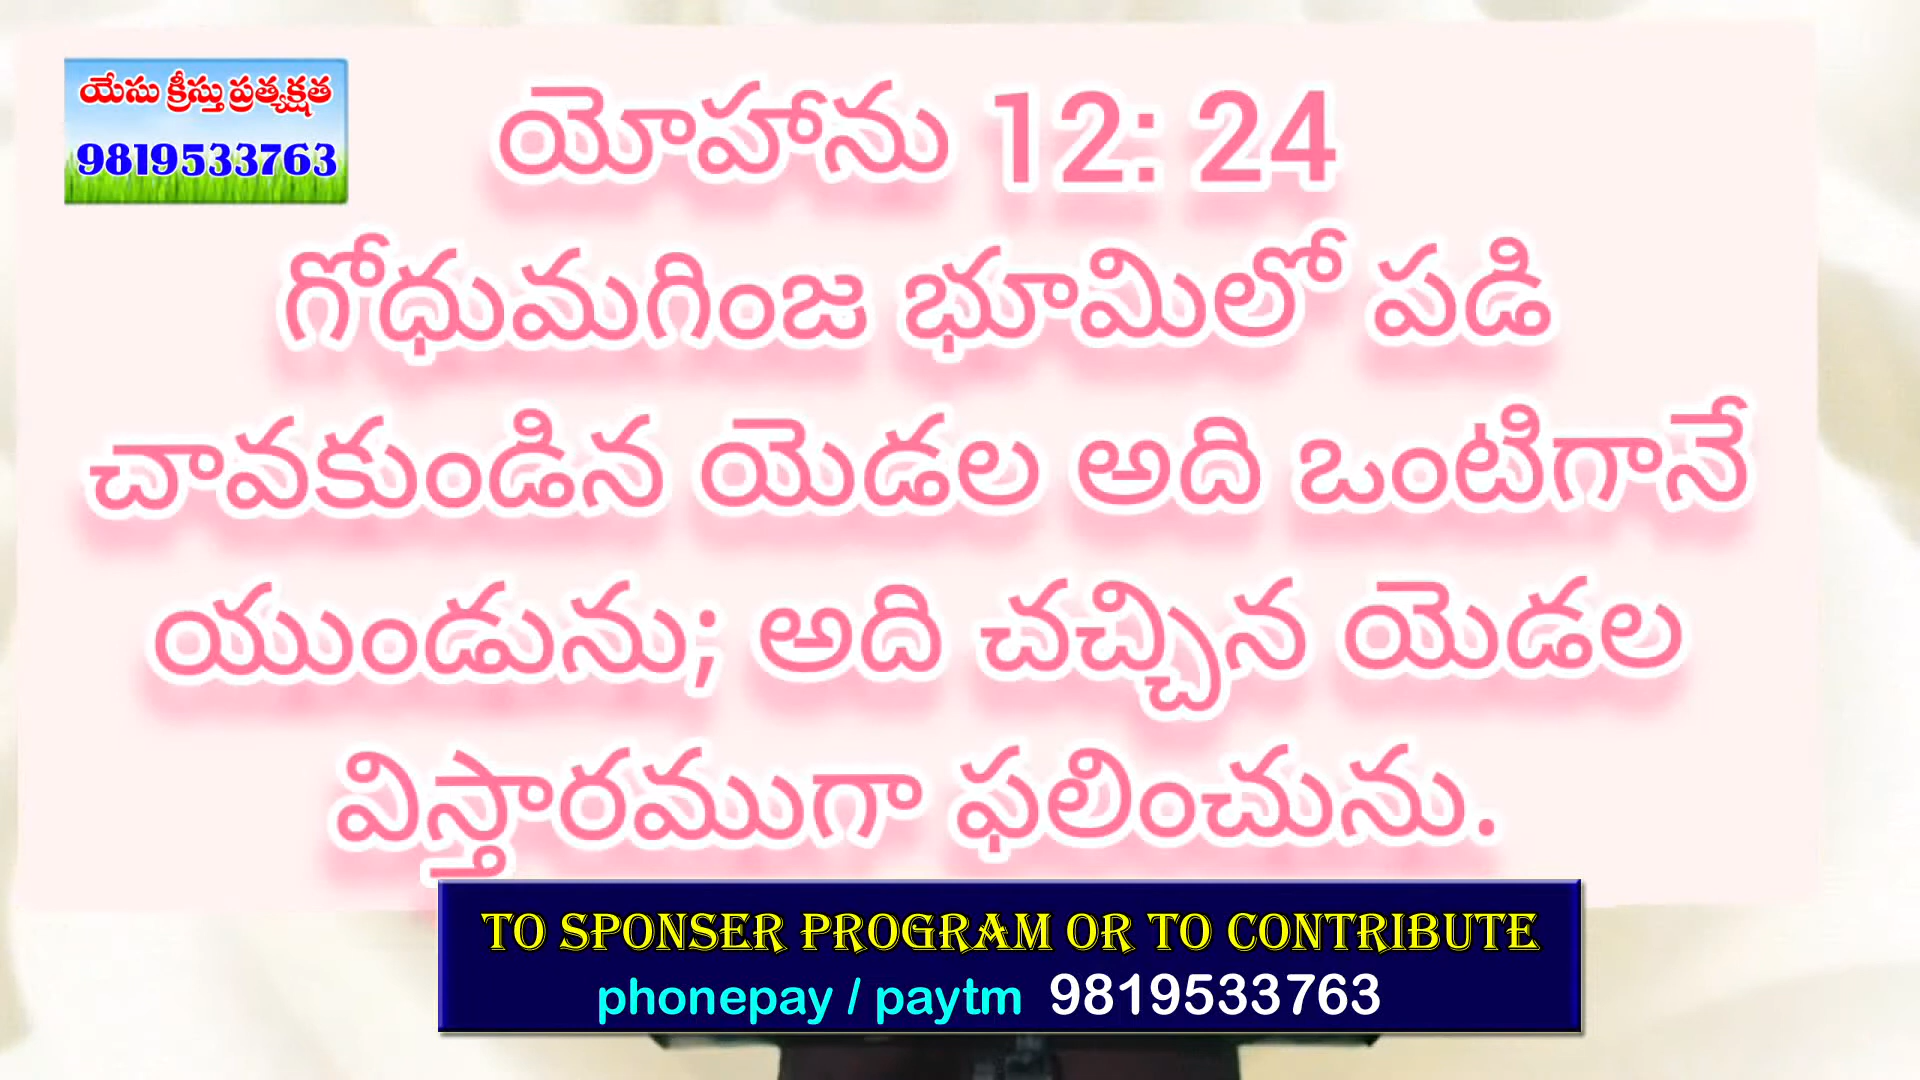 యేసు క్రీస్తు ప్రత్యక్షత
9819533763
యోహాను 12: 24
గోధుమగింజ భూమిలో పడి
చావకుండిన యెడల అది ఒంటిగానే
యుండును; అది చచ్చిన యెడల
విస్తారముగా ఫలించును.
TO SPONSER PROGRAM OR TO CONTRIBUTE
phonepay / paytm 9819533763